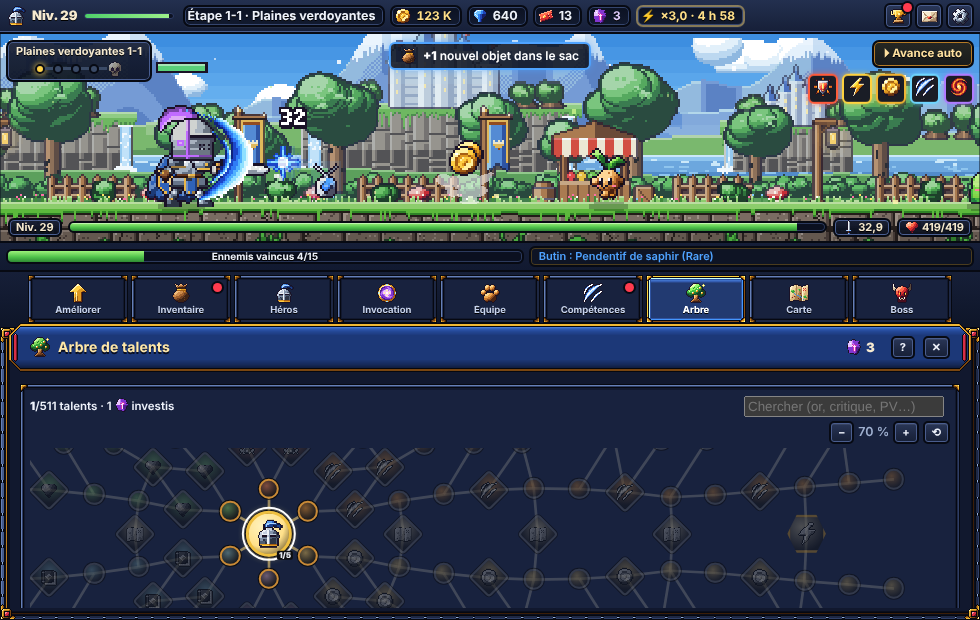 Niv. 29
Étape 1-1 · Plaines verdoyantes
123 K
640
13
3
×3,0 · 4 h 58
Plaines verdoyantes 1-1
+1 nouvel objet dans le sac
Avance auto
32
Niv. 29
32,9
419/419
Ennemis vaincus 4/15
Butin : Pendentif de saphir (Rare)
Améliorer
Inventaire
Héros
Invocation
Equipe
Compétences
Arbre
Carte
Boss
Arbre de talents
3
?
×
1/511 talents · 1 investis
Chercher (or, critique, PV…)
−
70 %
+
1/5